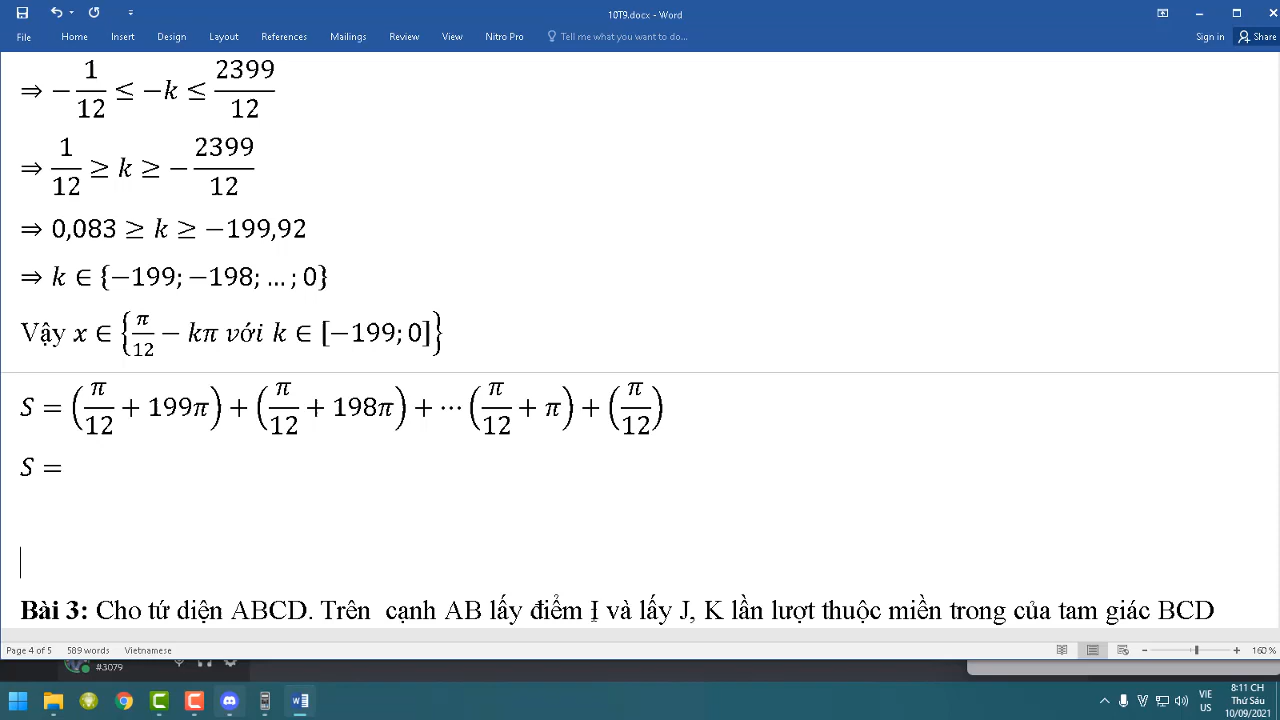 10T9.docx - Word
File Home Insert Design Layout References Mailings Review View Nitro Pro Tell me what you want to do... Sign in Share
⇒ −1/12 ≤ −k ≤ 2399/12
⇒ 1/12 ≥ k ≥ −2399/12
⇒ 0,083 ≥ k ≥ −199,92
⇒ k ∈ {−199; −198; … ; 0}
Vậy x ∈ {π/12 − kπ với k ∈ [−199; 0]}
S = (π/12 + 199π) + (π/12 + 198π) + ⋯ (π/12 + π) + (π/12)
S =
Bài 3: Cho tứ diện ABCD. Trên cạnh AB lấy điểm I và lấy J, K lần lượt thuộc miền trong của tam giác BCD
Page 4 of 5 589 words Vietnamese 160 %
#3079
VIE
US
8:11 CH
Thứ Sáu
10/09/2021